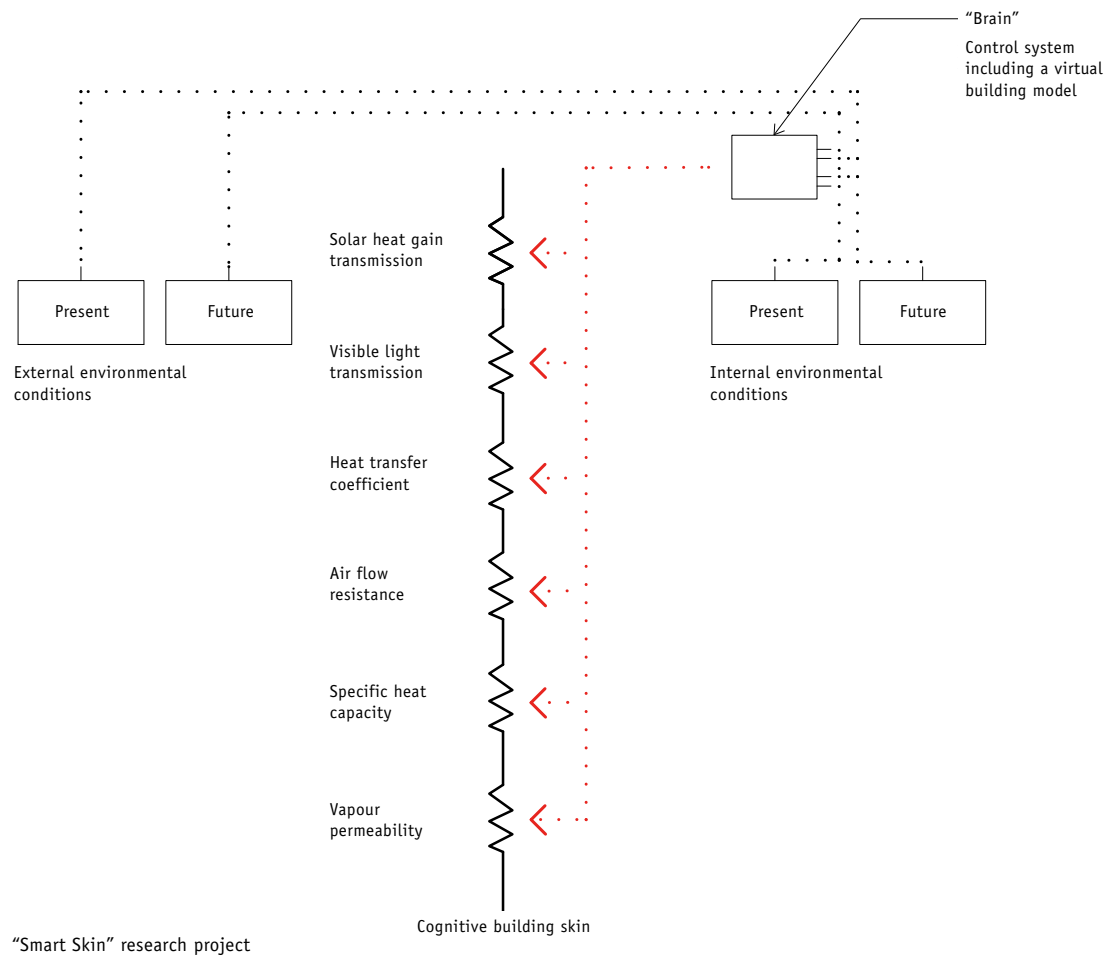 “Brain”
Control system
including a virtual
building model
Solar heat gain
transmission
Present
Future
Present
Future
External environmental
conditions
Visible light
transmission
Internal environmental
conditions
Heat transfer
coefficient
Air flow
resistance
Specific heat
capacity
Vapour
permeability
Cognitive building skin
“Smart Skin” research project